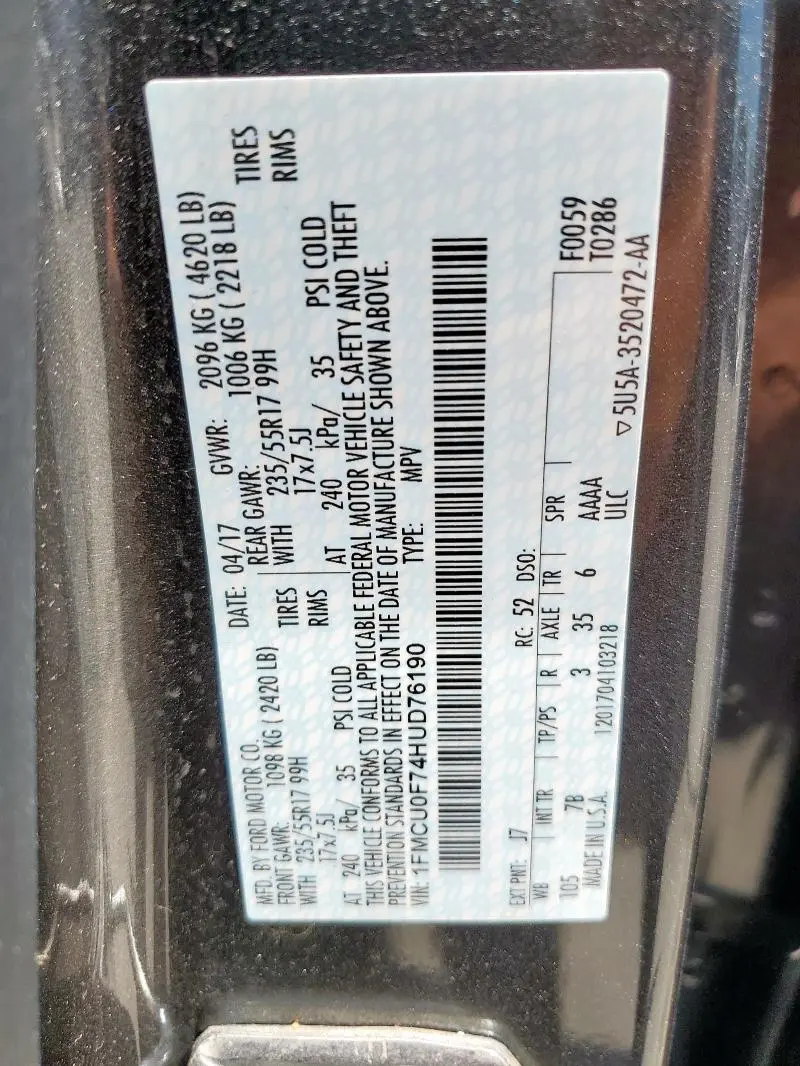 MFD. BY FORD MOTOR CO.
DATE: 04/17 GVWR: 2096 KG ( 4620 LB)
FRONT GAWR: 1098 KG ( 2420 LB) REAR GAWR: 1006 KG ( 2218 LB)
WITH 235/55R17 99H TIRES WITH 235/55R17 99H TIRES
17x7.5J RIMS 17x7.5J RIMS
AT 240 kPa/ 35 PSI COLD AT 240 kPa/ 35 PSI COLD
THIS VEHICLE CONFORMS TO ALL APPLICABLE FEDERAL MOTOR VEHICLE SAFETY AND THEFT
PREVENTION STANDARDS IN EFFECT ON THE DATE OF MANUFACTURE SHOWN ABOVE.
VIN: 1FMCU0F74HUD76190 TYPE: MPV
EXT PNT: J7 RC: 52 DSO:
WB INT TR TP/PS R AXLE TR SPR
105 7B 3 35 6 AAAA F0059
ULC T0286
MADE IN U.S.A. 1201704103218 ▽5U5A-3520472-AA